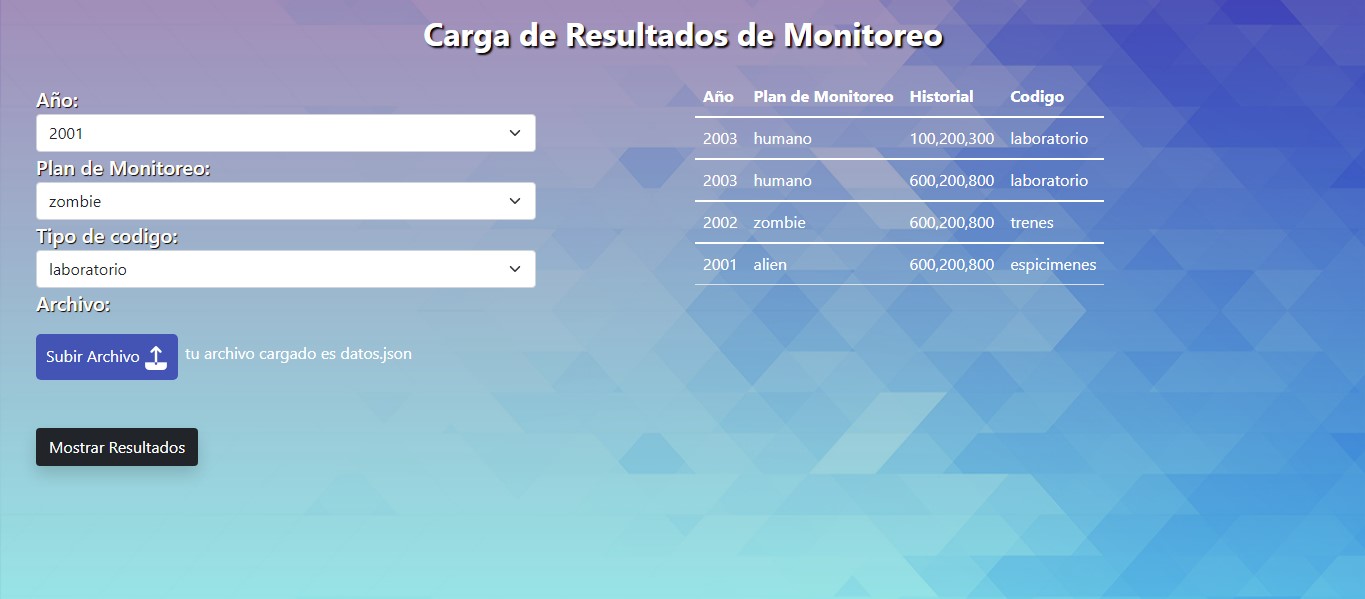 Carga de Resultados de Monitoreo
Año:
2001
Plan de Monitoreo:
zombie
Tipo de codigo:
laboratorio
Archivo:
Subir Archivo tu archivo cargado es datos.json
Mostrar Resultados
Año Plan de Monitoreo Historial Codigo
2003 humano 100,200,300 laboratorio
2003 humano 600,200,800 laboratorio
2002 zombie 600,200,800 trenes
2001 alien 600,200,800 espicimenes